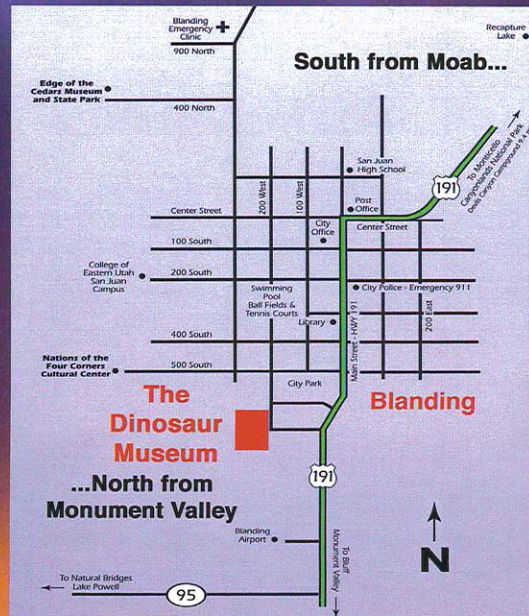 Blanding
Emergency
Clinic
900 North
Recapture
Lake
South from Moab...
Edge of the
Cedars Museum
and State Park
400 North
To Monticello
Canyonlands National Park
Devils Canyon Campground 9.4
191
San Juan
High School
200 West
100 West
Post
Office
Center Street
City
Office
Center Street
100 South
College of
Eastern Utah
San Juan
Campus
200 South
Swimming
Pool
Ball Fields &
Tennis Courts
City Police - Emergency 911
Library
Main Street - HWY 191
200 East
400 South
Nations of the
Four Corners
Cultural Center
500 South
City Park
The
Dinosaur
Museum
Blanding
...North from
Monument Valley
191
Blanding
Airport
To Bluff
Monument Valley
N
To Natural Bridges
Lake Powell
95